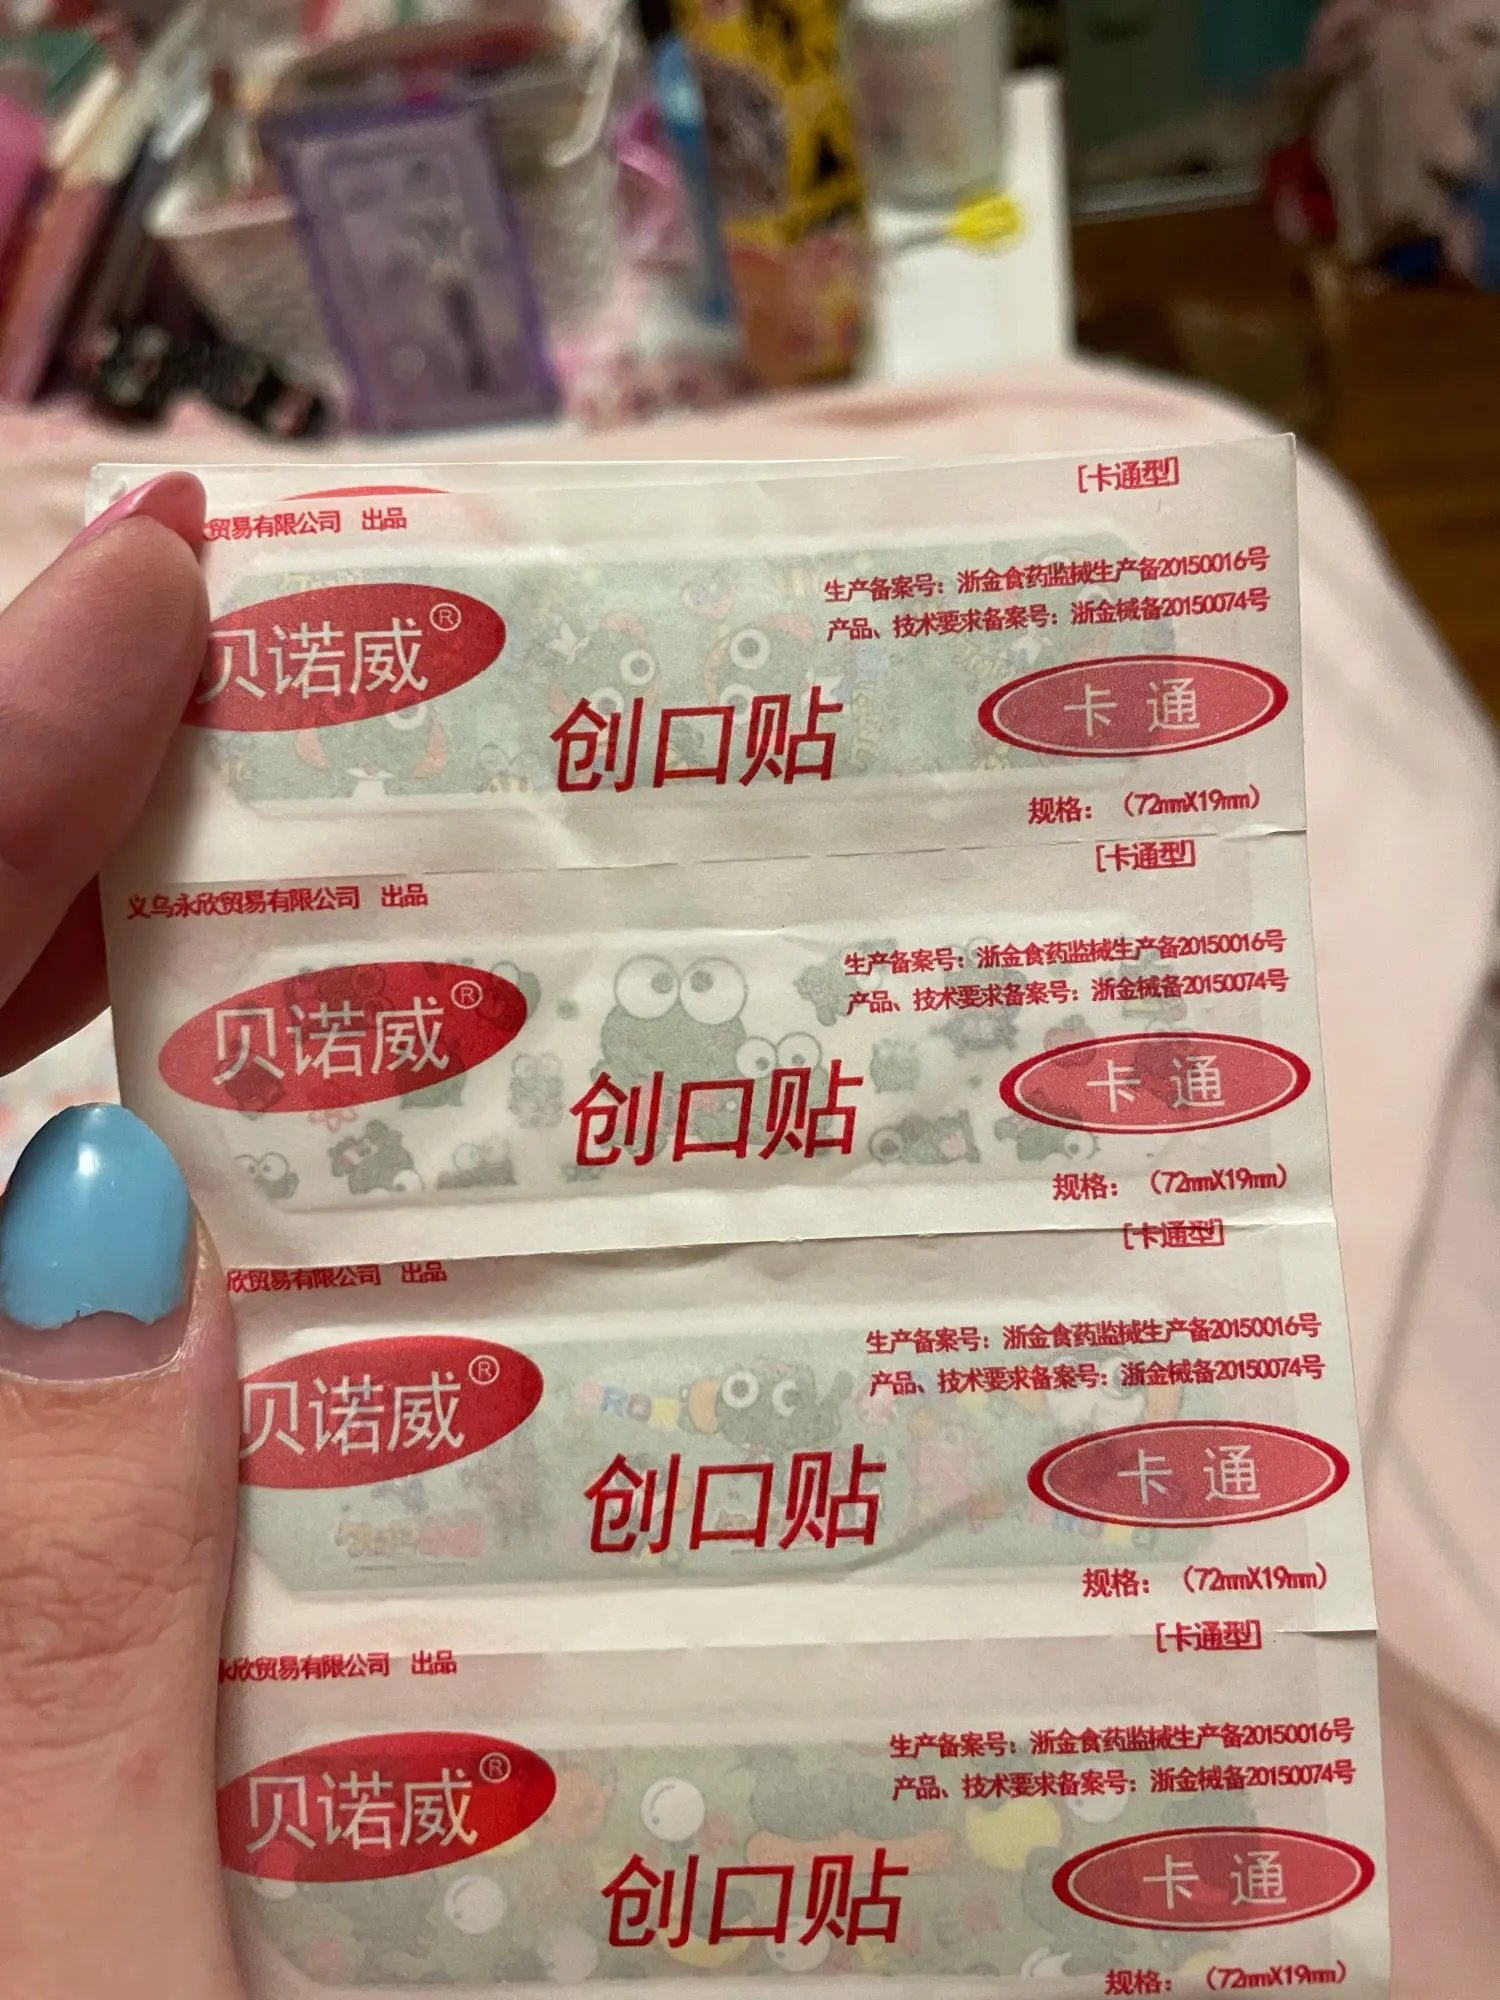 [卡通型]
贸易有限公司 出品
生产备案号：浙金食药监械生产备20150016号
产品、技术要求备案号：浙金械备20150074号
贝诺威®
创口贴
卡通
规格：（72mmX19mm）
[卡通型]
义乌永欣贸易有限公司 出品
生产备案号：浙金食药监械生产备20150016号
产品、技术要求备案号：浙金械备20150074号
贝诺威®
创口贴
卡通
规格：（72mmX19mm）
[卡通型]
欣贸易有限公司 出品
生产备案号：浙金食药监械生产备20150016号
产品、技术要求备案号：浙金械备20150074号
贝诺威®
创口贴
卡通
规格：（72mmX19mm）
[卡通型]
欣贸易有限公司 出品
生产备案号：浙金食药监械生产备20150016号
产品、技术要求备案号：浙金械备20150074号
贝诺威®
创口贴
卡通
规格：（72mmX19mm）